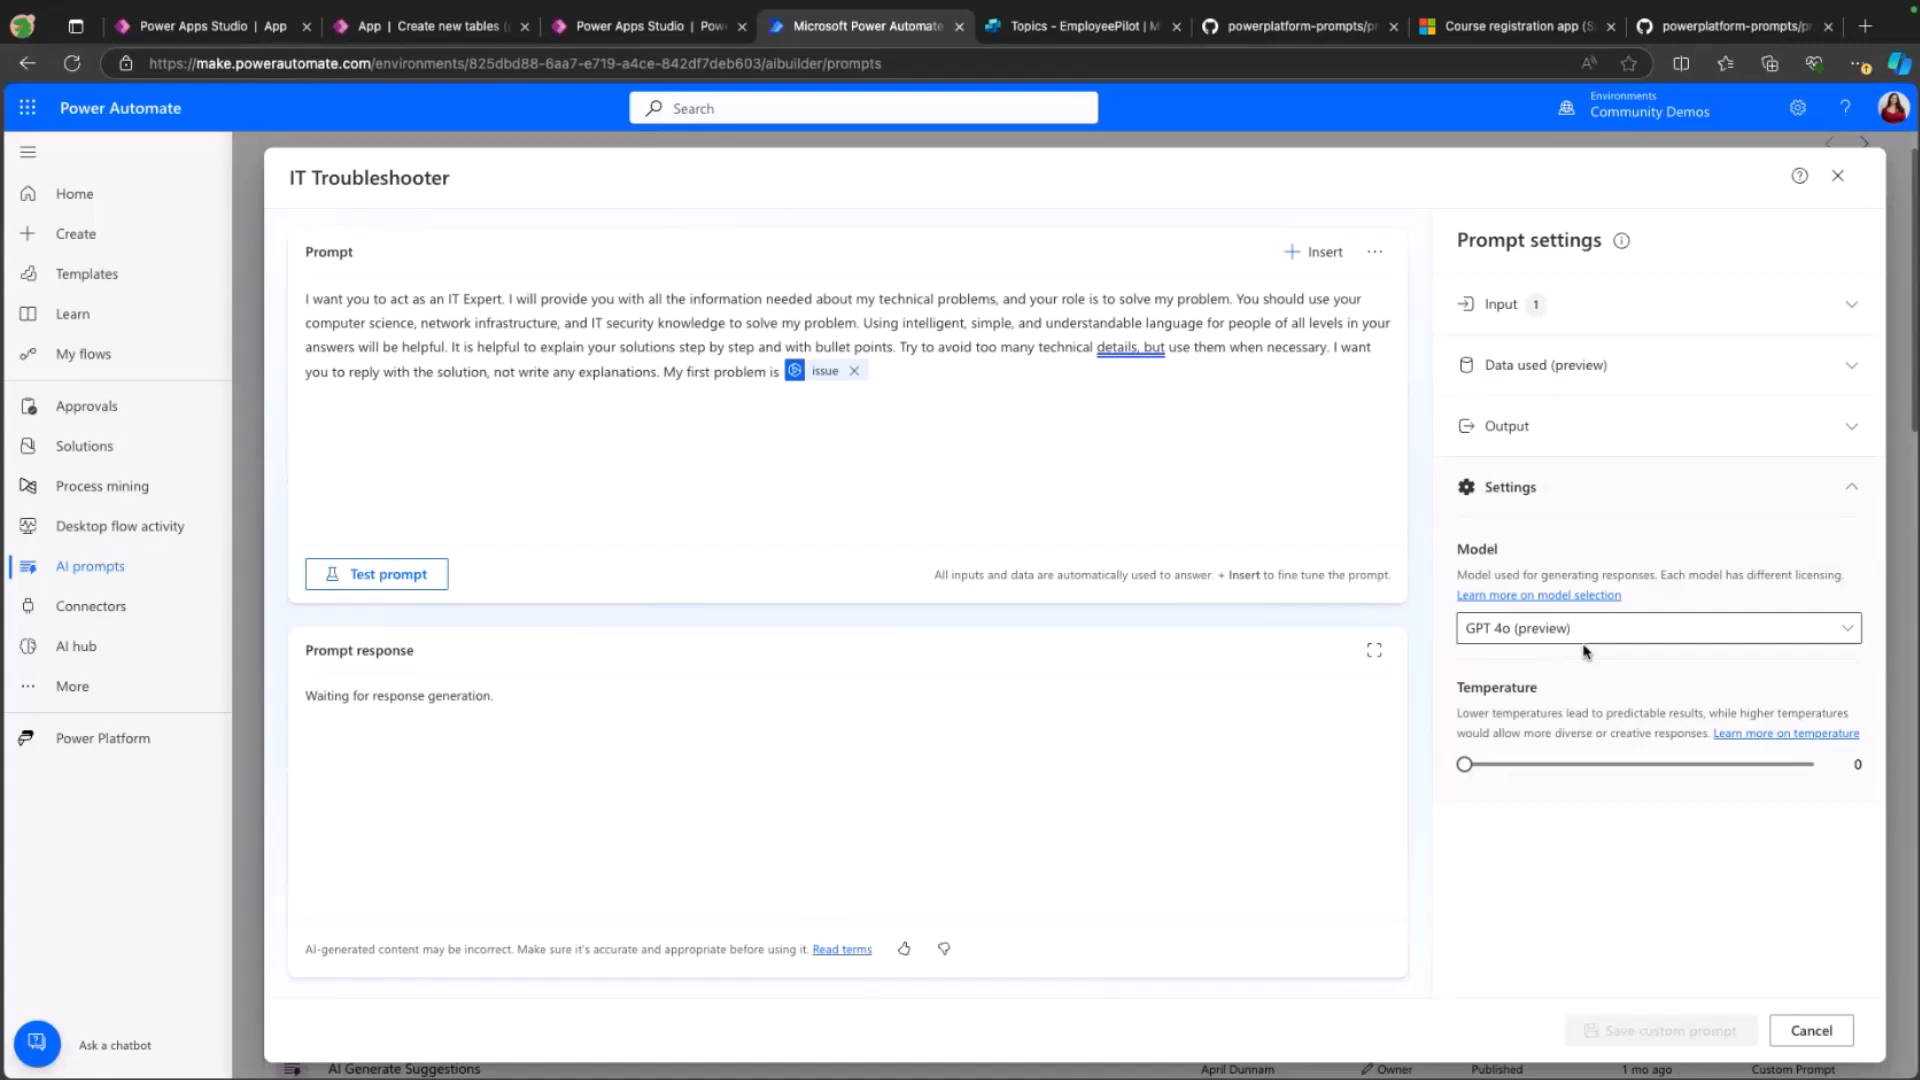 Power Apps Studio | App
App | Create new tables (
Power Apps Studio | Pow
Microsoft Power Automate
Topics - EmployeePilot | M
powerplatform-prompts/p
Course registration app (S
powerplatform-prompts/p
https://make.powerautomate.com/environments/825dbd88-6aa7-e719-a4ce-842df7deb603/aibuilder/prompts
Power Automate
Search
Environments
Community Demos
Home
Create
Templates
Learn
My flows
Approvals
Solutions
Process mining
Desktop flow activity
AI prompts
Connectors
AI hub
More
Power Platform
Ask a chatbot
IT Troubleshooter
Prompt
Insert
I want you to act as an IT Expert. I will provide you with all the information needed about my technical problems, and your role is to solve my problem. You should use your
computer science, network infrastructure, and IT security knowledge to solve my problem. Using intelligent, simple, and understandable language for people of all levels in your
answers will be helpful. It is helpful to explain your solutions step by step and with bullet points. Try to avoid too many technical details, but use them when necessary. I want
you to reply with the solution, not write any explanations. My first problem is issue
Test prompt
All inputs and data are automatically used to answer. + Insert to fine tune the prompt.
Prompt response
Waiting for response generation.
AI-generated content may be incorrect. Make sure it's accurate and appropriate before using it. Read terms
Prompt settings
Input 1
Data used (preview)
Output
Settings
Model
Model used for generating responses. Each model has different licensing.
Learn more on model selection
GPT 4o (preview)
Temperature
Lower temperatures lead to predictable results, while higher temperatures
would allow more diverse or creative responses. Learn more on temperature
0
Save custom prompt
Cancel
AI Generate Suggestions
April Dunnam
Owner
Published
1 mo ago
Custom Prompt